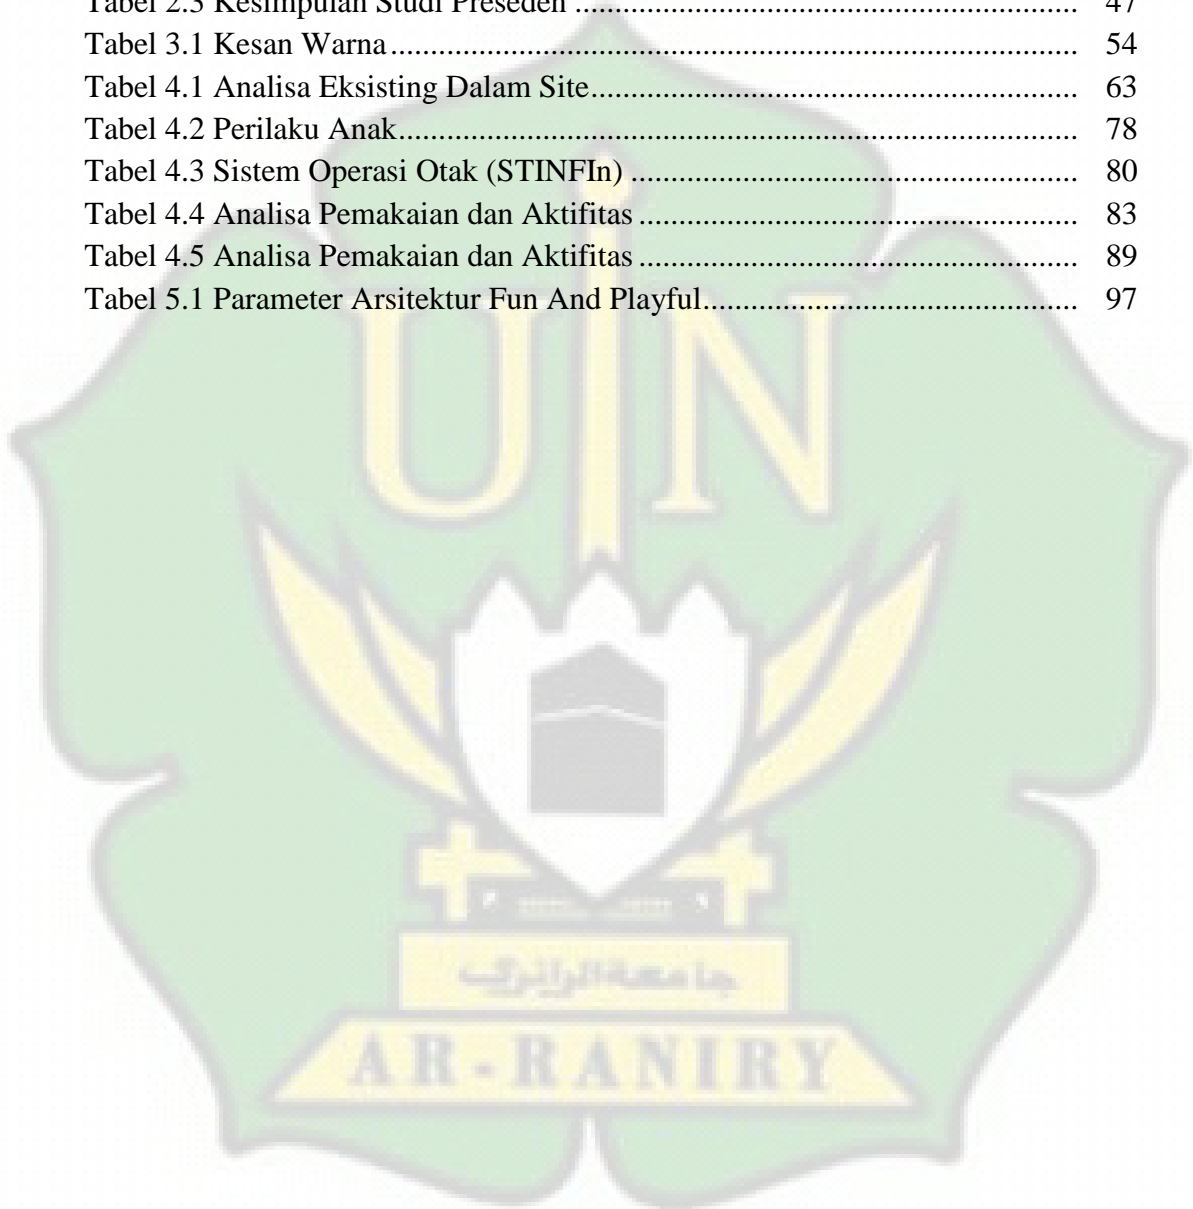 Tabel 2.3 Kesimpulan Studi Preseden ................................................................ 47
Tabel 3.1 Kesan Warna ........................................................................................ 54
Tabel 4.1 Analisa Eksisting Dalam Site .............................................................. 63
Tabel 4.2 Perilaku Anak ....................................................................................... 78
Tabel 4.3 Sistem Operasi Otak (STINFIn) ......................................................... 80
Tabel 4.4 Analisa Pemakaian dan Aktifitas ........................................................ 83
Tabel 4.5 Analisa Pemakaian dan Aktifitas ........................................................ 89
Tabel 5.1 Parameter Arsitektur Fun And Playful ................................................ 97
UIN
جامعة الرانري
AR-RANIRY